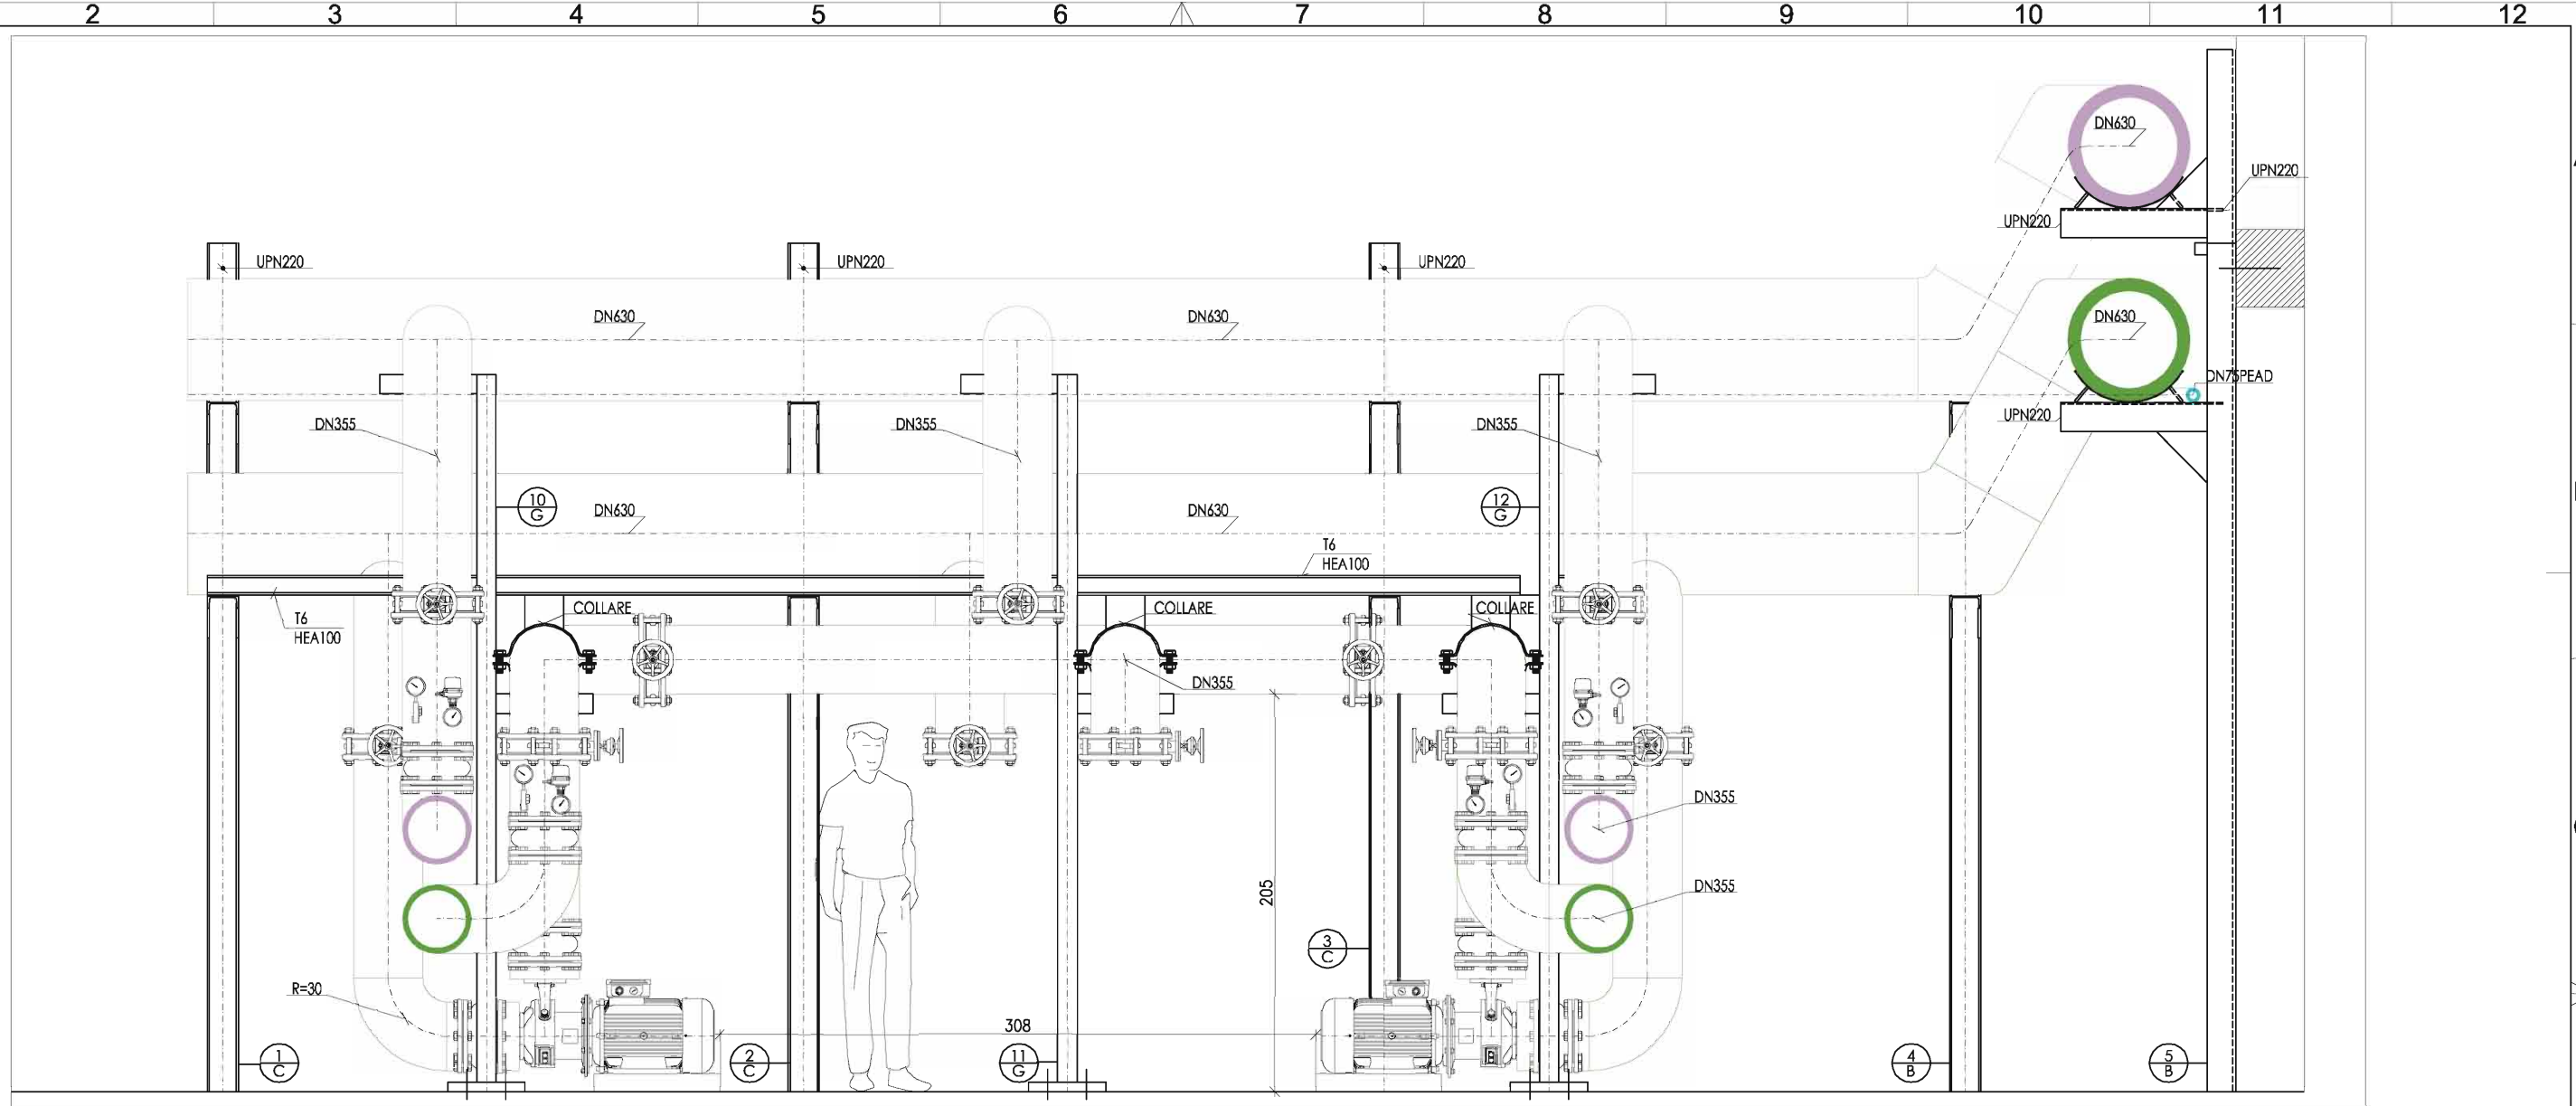 2 3 4 5 6 7 8 9 10 11 12
DN630
UPN220
UPN220
UPN220 UPN220 UPN220
DN630 DN630 DN630
DN75PEAD
UPN220
DN355 DN355 DN355
10
G
12
G
DN630 DN630
T6
HEA100
COLLARE COLLARE COLLARE
T6
HEA100
DN355
DN355
DN355
205
3
C
R=30
308
1
C
2
C
11
G
4
B
5
B